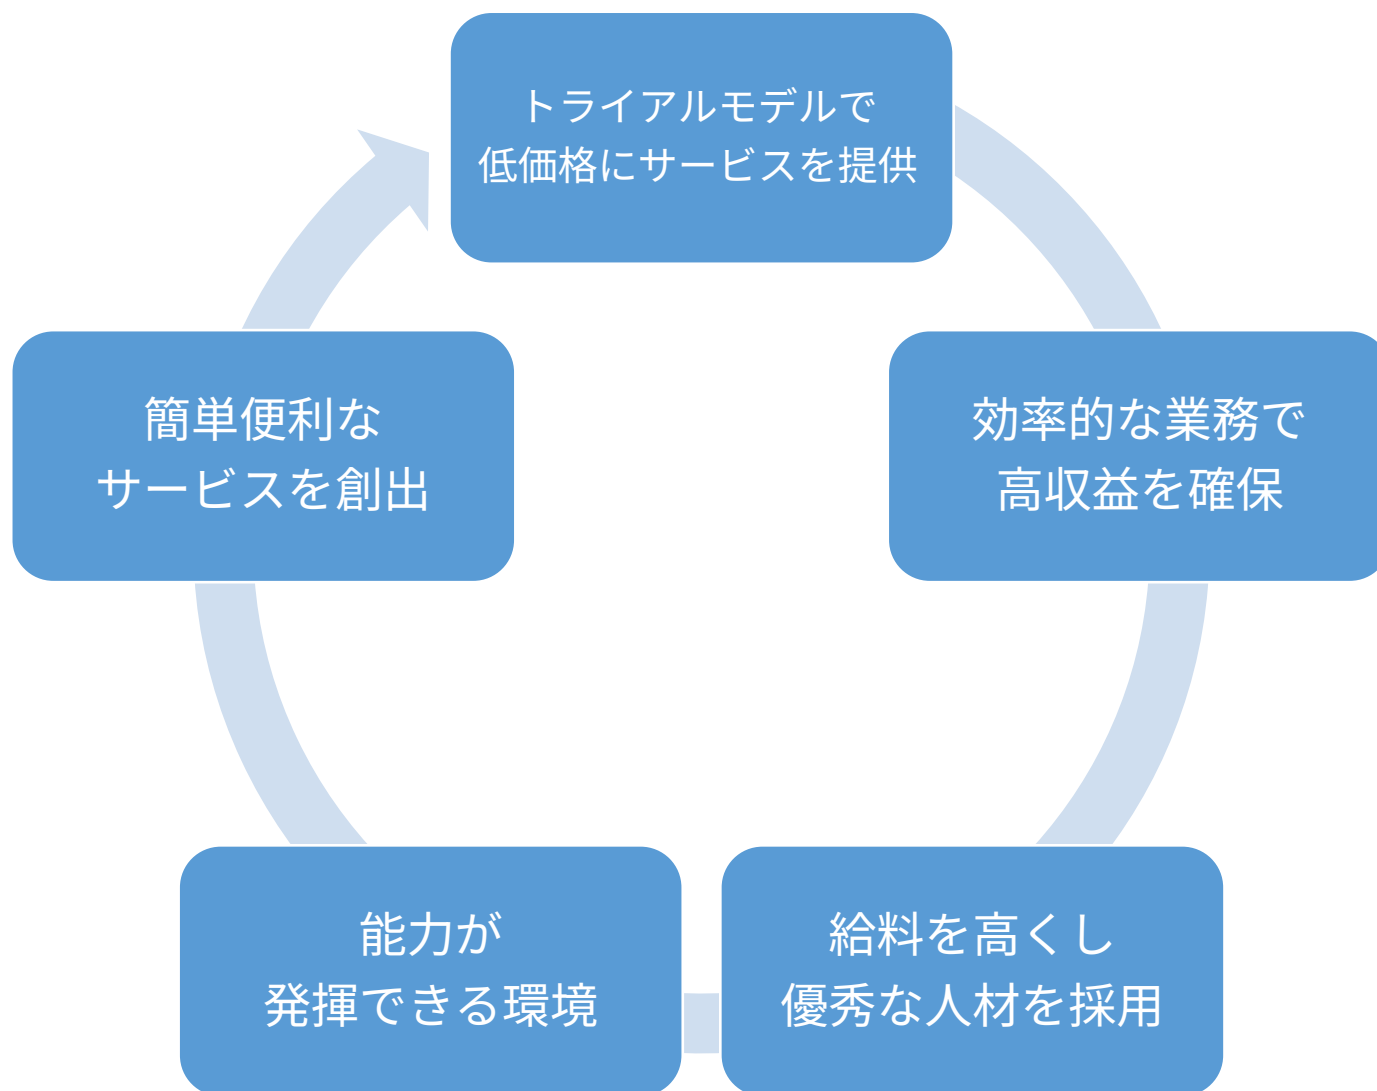 トライアルモデルで
低価格にサービスを提供
効率的な業務で
高収益を確保
給料を高くし
優秀な人材を採用
能力が
発揮できる環境
簡単便利な
サービスを創出